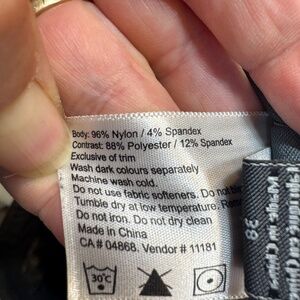 Body: 96% Nylon / 4% Spandex
Contrast: 88% Polyester / 12% Spandex
Exclusive of trim
Wash dark colours separately
Machine wash cold.
Do not use fabric softeners. Do not
Tumble dry at low temperature.
Do not iron. Do not dry clean
Made in China
CA # 04868. Vendor # 11181
30°C